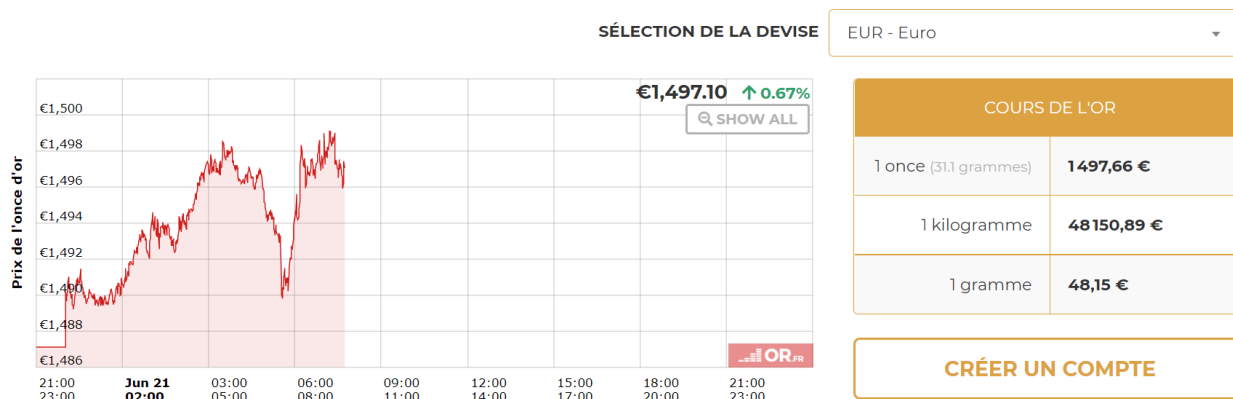 SÉLECTION DE LA DEVISE
EUR - Euro
€1,497.10 0.67%
SHOW ALL
Prix de l'once d'or
€1,500
€1,498
€1,496
€1,494
€1,492
€1,490
€1,488
€1,486
OR.FR
21:00 Jun 21 03:00 06:00 09:00 12:00 15:00 18:00 21:00
23:00 02:00 05:00 08:00 11:00 14:00 17:00 20:00 23:00
COURS DE L'OR
1 once (31.1 grammes) 1 497,66 €
1 kilogramme 48 150,89 €
1 gramme 48,15 €
CRÉER UN COMPTE